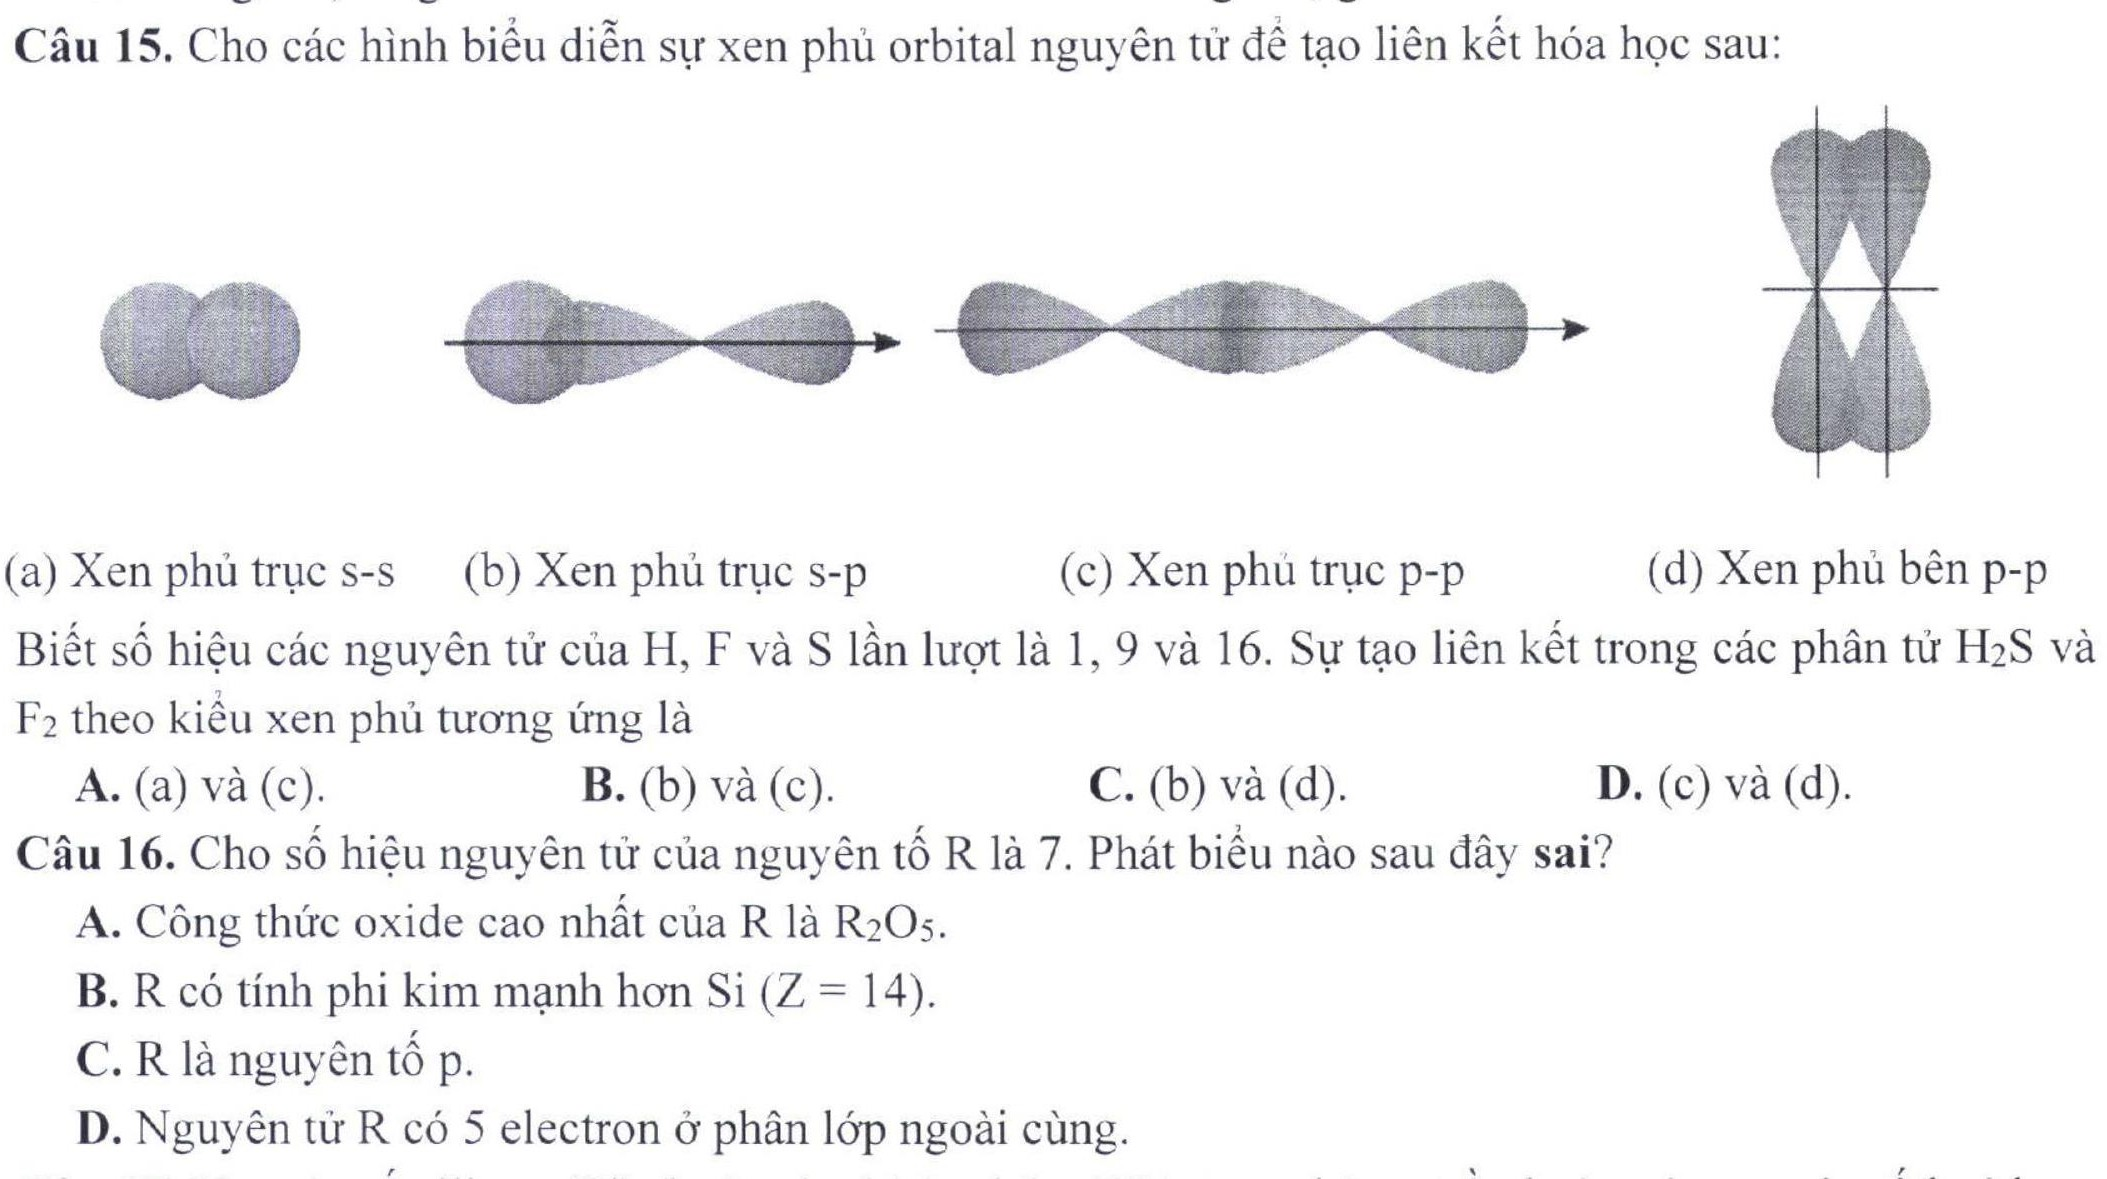 Câu 15. Cho các hình biểu diễn sự xen phủ orbital nguyên tử để tạo liên kết hóa học sau:
(a) Xen phủ trục s-s (b) Xen phủ trục s-p (c) Xen phủ trục p-p (d) Xen phủ bên p-p
Biết số hiệu các nguyên tử của H, F và S lần lượt là 1, 9 và 16. Sự tạo liên kết trong các phân tử H₂S và
F₂ theo kiểu xen phủ tương ứng là
A. (a) và (c). B. (b) và (c). C. (b) và (d). D. (c) và (d).
Câu 16. Cho số hiệu nguyên tử của nguyên tố R là 7. Phát biểu nào sau đây sai?
A. Công thức oxide cao nhất của R là R₂O₅.
B. R có tính phi kim mạnh hơn Si (Z = 14).
C. R là nguyên tố p.
D. Nguyên tử R có 5 electron ở phân lớp ngoài cùng.